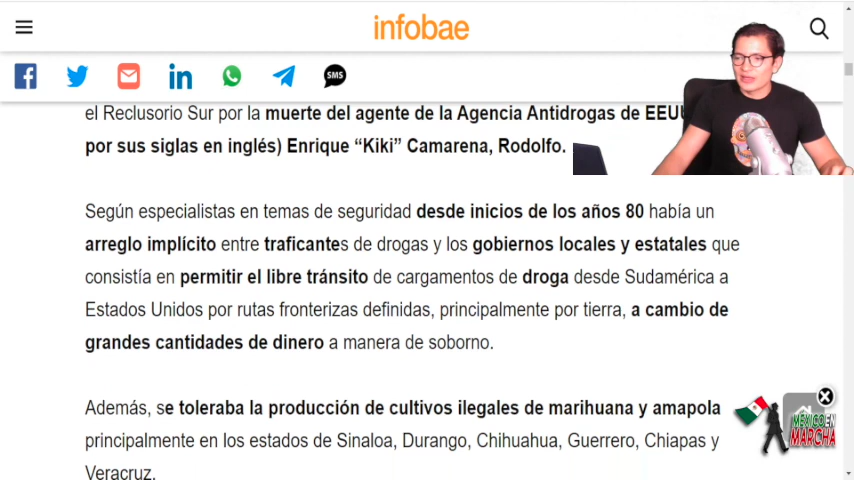 infobae
SMS
el Reclusorio Sur por la muerte del agente de la Agencia Antidrogas de EEUU
por sus siglas en inglés) Enrique “Kiki” Camarena, Rodolfo.
Según especialistas en temas de seguridad desde inicios de los años 80 había un
arreglo implícito entre traficantes de drogas y los gobiernos locales y estatales que
consistía en permitir el libre tránsito de cargamentos de droga desde Sudamérica a
Estados Unidos por rutas fronterizas definidas, principalmente por tierra, a cambio de
grandes cantidades de dinero a manera de soborno.
Además, se toleraba la producción de cultivos ilegales de marihuana y amapola
principalmente en los estados de Sinaloa, Durango, Chihuahua, Guerrero, Chiapas y
Veracruz.
MÉXICO EN
MARCHA